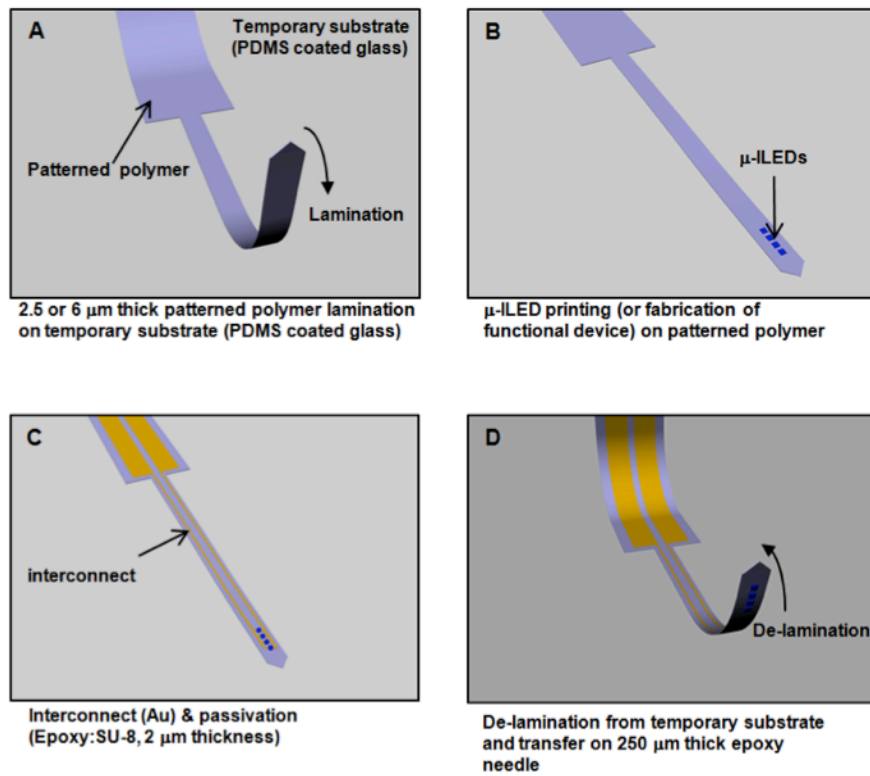 A
Temporary substrate
(PDMS coated glass)
Patterned polymer
Lamination
2.5 or 6 μm thick patterned polymer lamination
on temporary substrate (PDMS coated glass)
B
μ-ILEDs
μ-ILED printing (or fabrication of
functional device) on patterned polymer
C
interconnect
Interconnect (Au) & passivation
(Epoxy:SU-8, 2 μm thickness)
D
De-lamination
De-lamination from temporary substrate
and transfer on 250 μm thick epoxy
needle